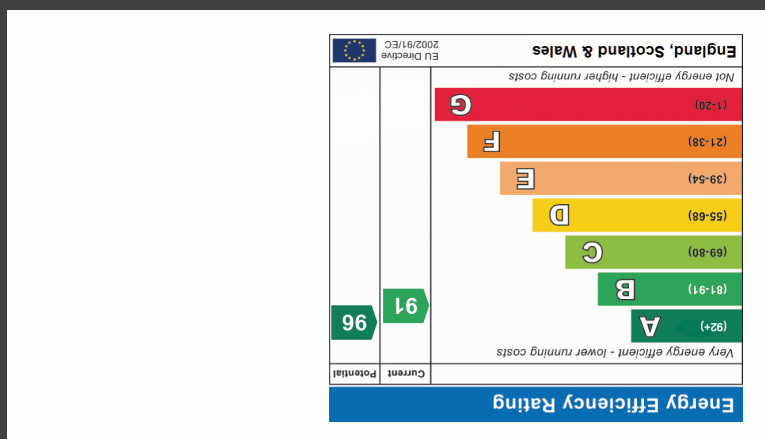 Energy Efficiency Rating
Current Potential
Very energy efficient - lower running costs
(92+) A
(81-91) B
(69-80) C
(55-68) D
(39-54) E
(21-38) F
(1-20) G
91
96
Not energy efficient - higher running costs
England, Scotland & Wales
EU Directive
2002/91/EC